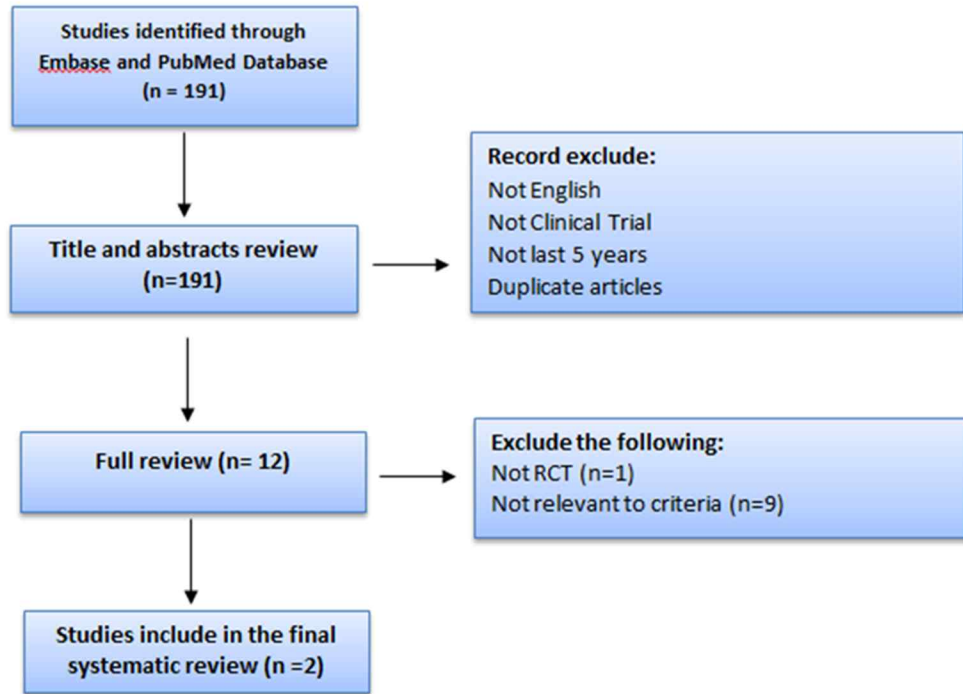 Studies identified through
Embase and PubMed Database
(n = 191)
Record exclude:
Not English
Not Clinical Trial
Not last 5 years
Duplicate articles
Title and abstracts review
(n=191)
Full review (n= 12)
Exclude the following:
Not RCT (n=1)
Not relevant to criteria (n=9)
Studies include in the final
systematic review (n =2)